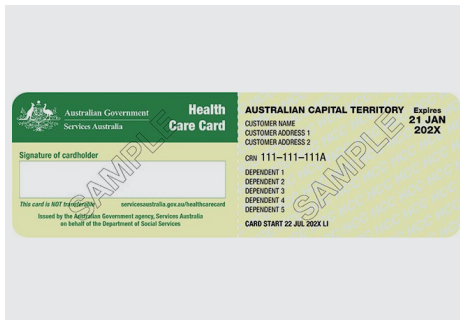 Australian Government
Services Australia
Health
Care Card
Signature of cardholder
This card is NOT transferable
servicesaustralia.gov.au/healthcarecard
Issued by the Australian Government agency, Services Australia
on behalf of the Department of Social Services
SAMPLE
AUSTRALIAN CAPITAL TERRITORY
Expires
21 JAN
202X
CUSTOMER NAME
CUSTOMER ADDRESS 1
CUSTOMER ADDRESS 2
CRN 111-111-111A
DEPENDENT 1
DEPENDENT 2
DEPENDENT 3
DEPENDENT 4
DEPENDENT 5
CARD START 22 JUL 202X LI
SAMPLE